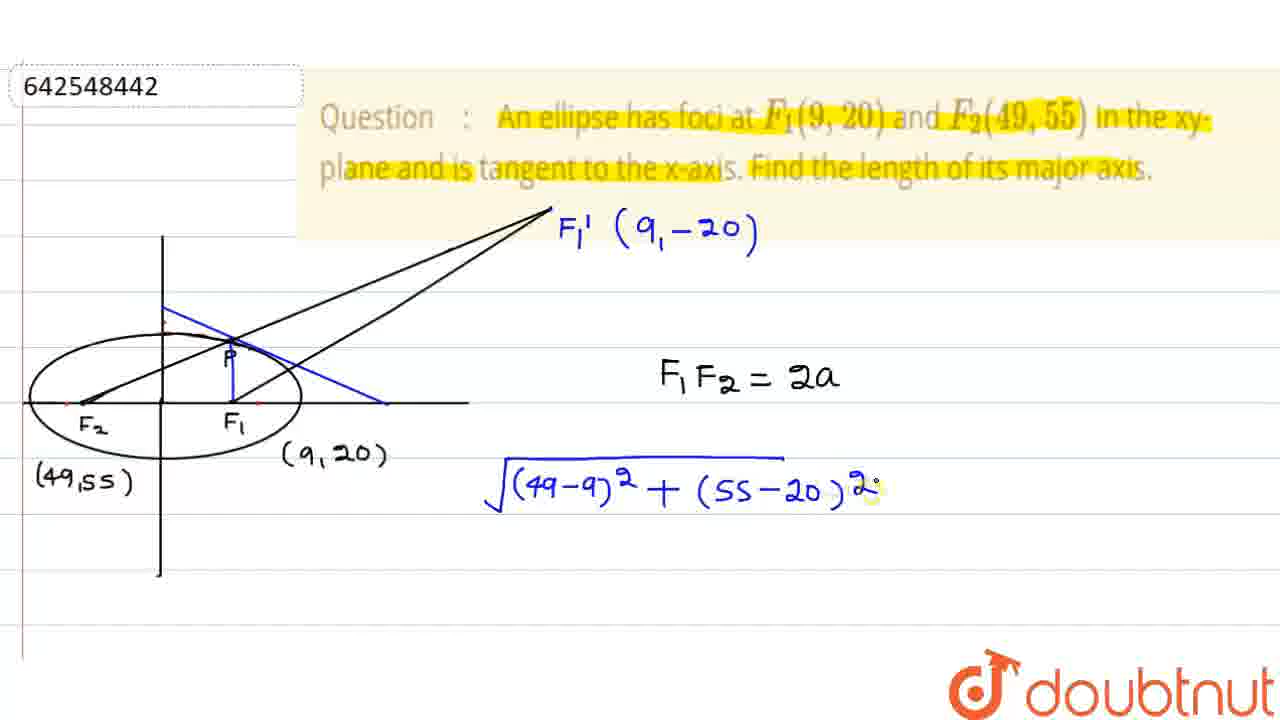 642548442
Question : An ellipse has foci at F₁(9, 20) and F₂(49, 55) In the xy-
plane and is tangent to the x-axis. Find the length of its major axis.
F₁' (9, -20)
P
F₁ F₂ = 2a
F₂ F₁
(49,55) (9, 20)
√(49-9)² + (55-20)²
doubtnut